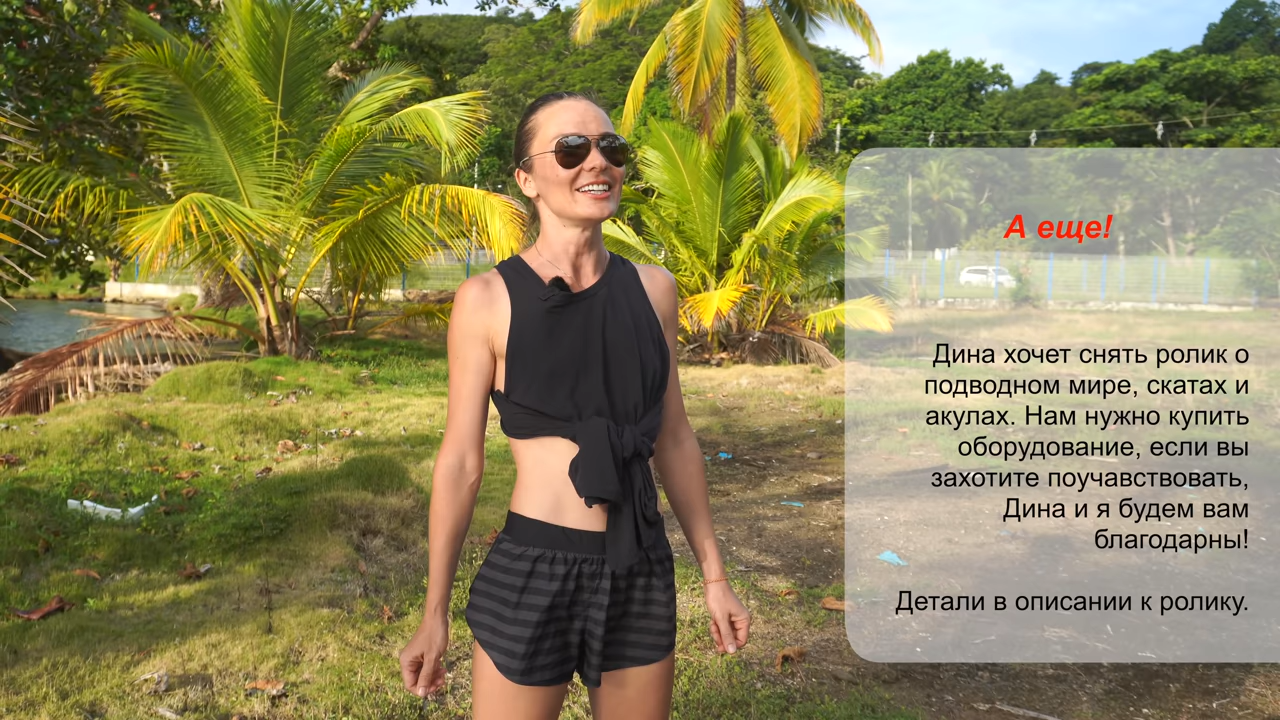 А еще!
Дина хочет снять ролик о
подводном мире, скатах и
акулах. Нам нужно купить
оборудование, если вы
захотите поучавствовать,
Дина и я будем вам
благодарны!
Детали в описании к ролику.